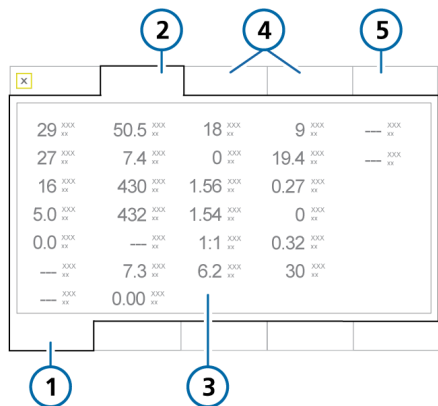 2 4 5
x
29 XXX xx 50.5 XXX xx 18 XXX xx 9 XXX xx --- XXX xx
27 XXX xx 7.4 XXX xx 0 XXX xx 19.4 XXX xx --- XXX xx
16 XXX xx 430 XXX xx 1.56 XXX xx 0.27 XXX xx
5.0 XXX xx 432 XXX xx 1.54 XXX xx 0 XXX xx
0.0 XXX xx --- XXX xx 1:1 XXX xx 0.32 XXX xx
--- XXX xx 7.3 XXX xx 6.2 XXX xx 30 XXX xx
--- XXX xx 0.00 XXX xx
1 3